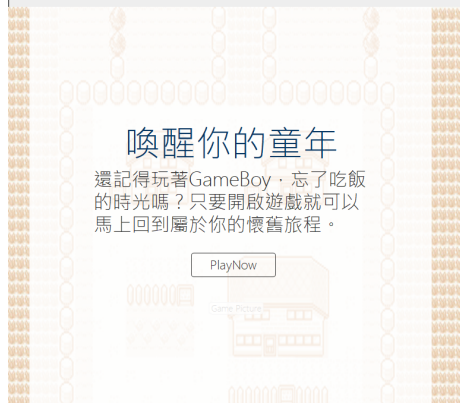 喚醒你的童年
還記得玩著GameBoy，忘了吃飯
的時光嗎？只要開啟遊戲就可以
馬上回到屬於你的懷舊旅程。
PlayNow
Game Picture